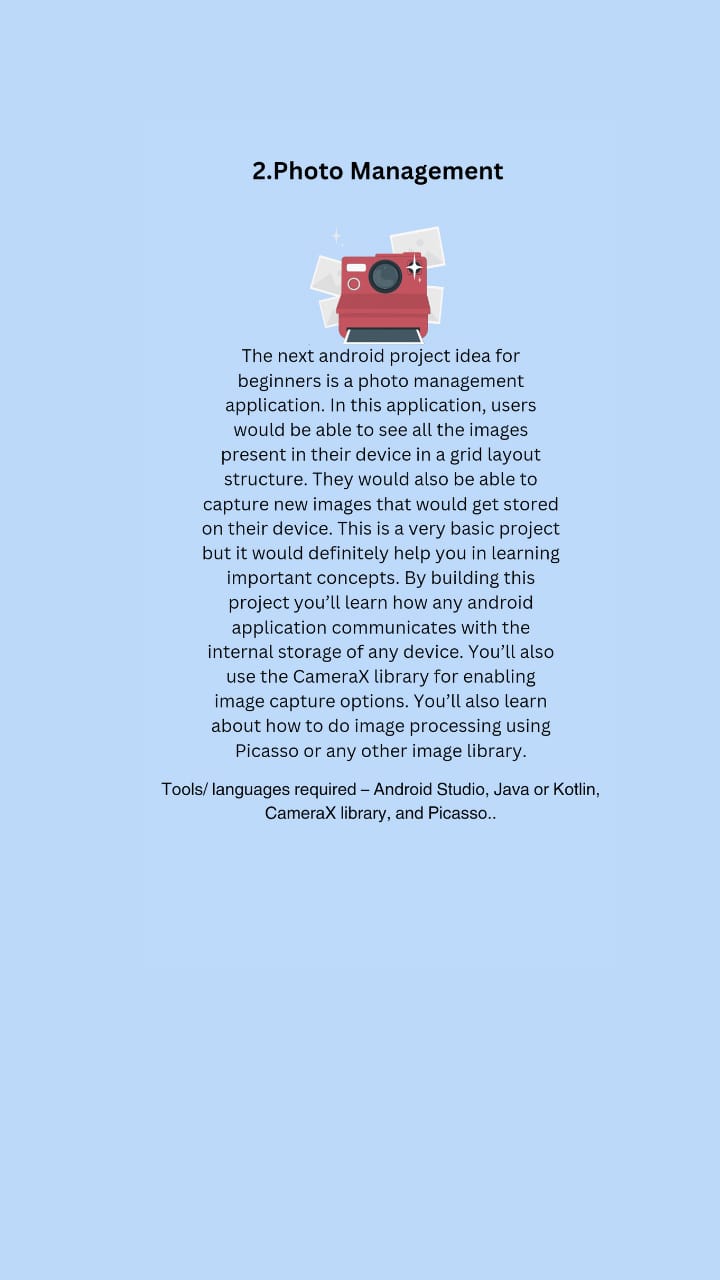 2.Photo Management
The next android project idea for
beginners is a photo management
application. In this application, users
would be able to see all the images
present in their device in a grid layout
structure. They would also be able to
capture new images that would get stored
on their device. This is a very basic project
but it would definitely help you in learning
important concepts. By building this
project you’ll learn how any android
application communicates with the
internal storage of any device. You’ll also
use the CameraX library for enabling
image capture options. You’ll also learn
about how to do image processing using
Picasso or any other image library.
Tools/ languages required – Android Studio, Java or Kotlin,
CameraX library, and Picasso..